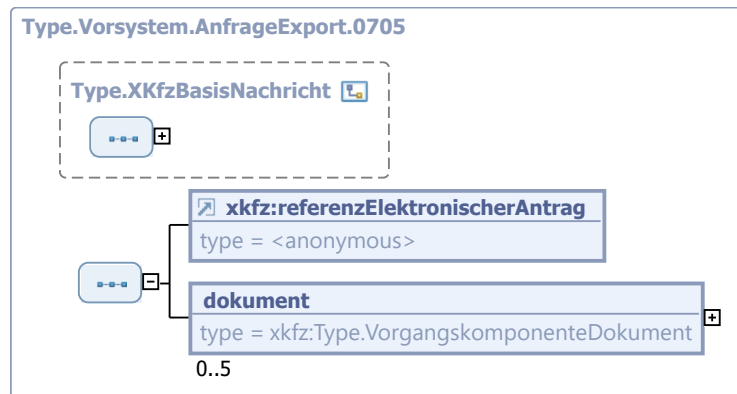 Type.Vorsystem.AnfrageExport.0705
Type.XKfzBasisNachricht
xkfz:referenzElektronischerAntrag
type = <anonymous>
dokument
type = xkfz:Type.VorgangskomponenteDokument
0..5